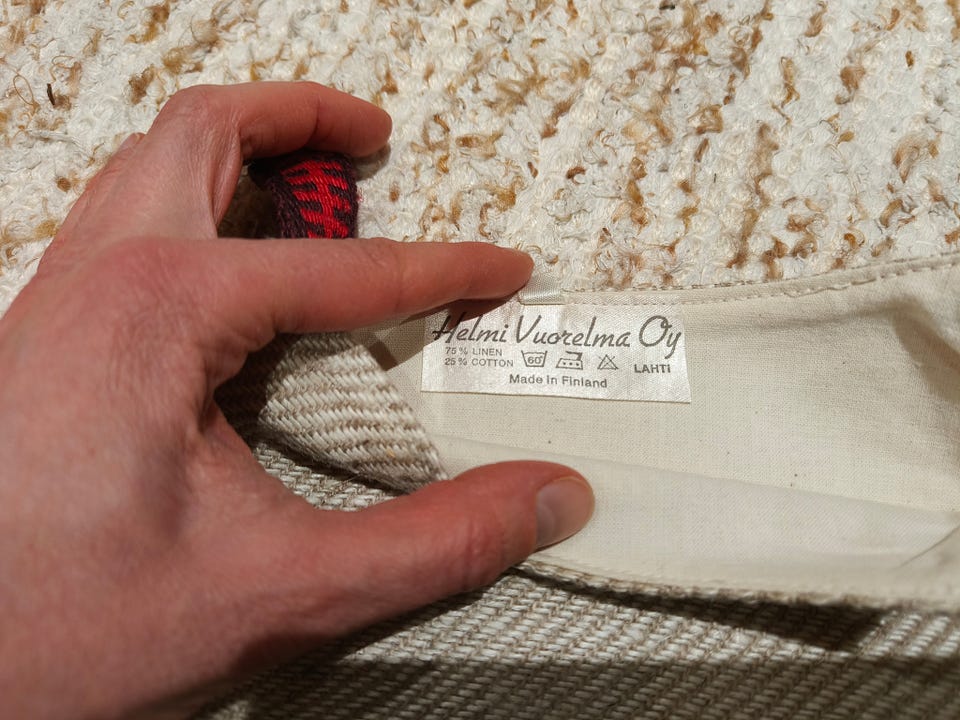 Helmi Vuorelma Oy
75 % LINEN
25 % COTTON 60° LAHTI
Made in Finland